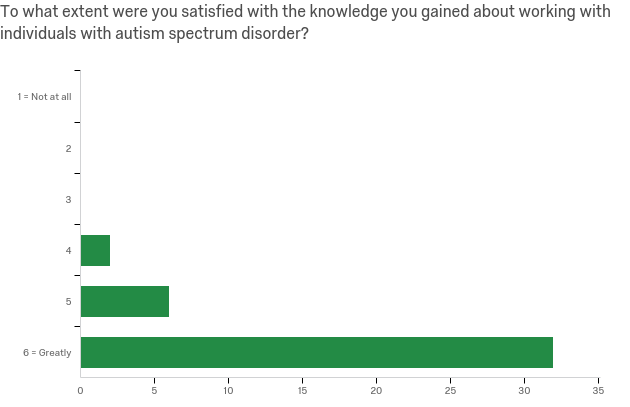 To what extent were you satisfied with the knowledge you gained about working with
individuals with autism spectrum disorder?
1 = Not at all
2
3
4
5
6 = Greatly
0 5 10 15 20 25 30 35